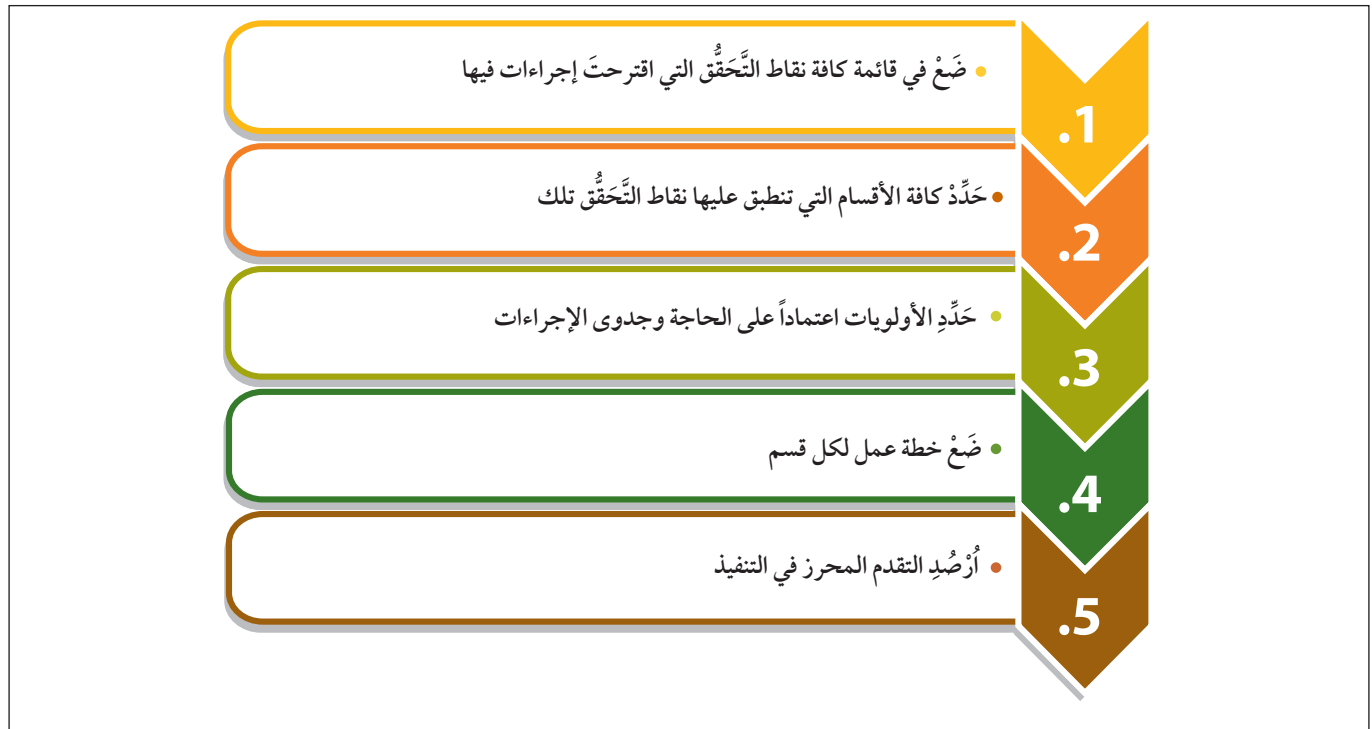 .1
• ضَعْ في قائمة كافة نقاط التَّحَقُّق التي اقترحتَ إجراءات فيها
.2
• حَدِّدْ كافة الأقسام التي تنطبق عليها نقاط التَّحَقُّق تلك
.3
• حَدِّدِ الأولويات اعتماداً على الحاجة وجدوى الإجراءات
.4
• ضَعْ خطة عمل لكل قسم
.5
• اُرْصُدِ التقدم المحرز في التنفيذ